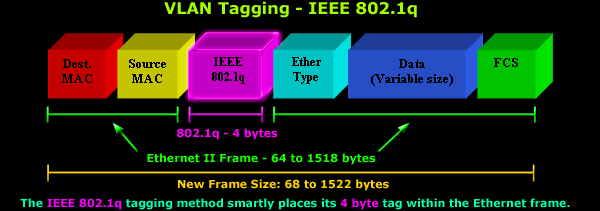 VLAN Tagging - IEEE 802.1q
Dest. MAC
Source MAC
IEEE 802.1q
Ether Type
Data (Variable size)
FCS
802.1q - 4 bytes
Ethernet II Frame - 64 to 1518 bytes
New Frame Size: 68 to 1522 bytes
The IEEE 802.1q tagging method smartly places its 4 byte tag within the Ethernet frame.